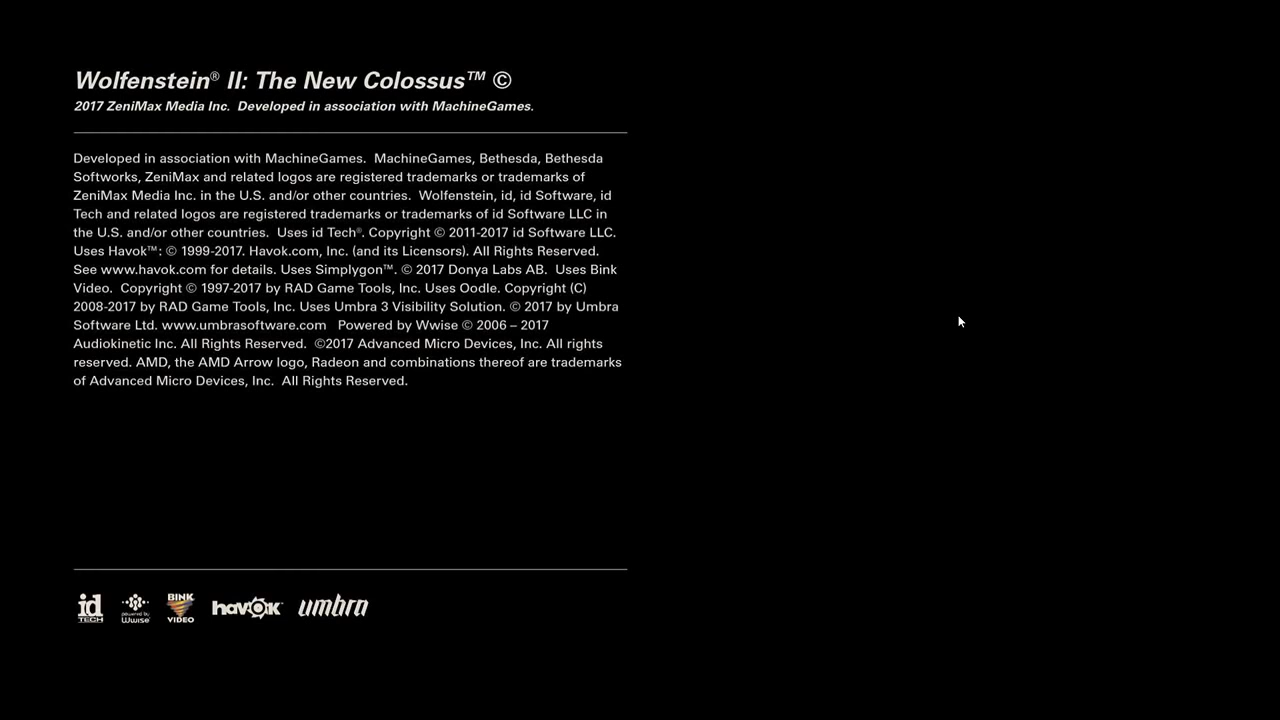 Wolfenstein® II: The New Colossus™ ©
2017 ZeniMax Media Inc.  Developed in association with MachineGames.
Developed in association with MachineGames.  MachineGames, Bethesda, Bethesda
Softworks, ZeniMax and related logos are registered trademarks or trademarks of
ZeniMax Media Inc. in the U.S. and/or other countries.  Wolfenstein, id, id Software, id
Tech and related logos are registered trademarks or trademarks of id Software LLC in
the U.S. and/or other countries.  Uses id Tech®. Copyright © 2011-2017 id Software LLC.
Uses Havok™: © 1999-2017. Havok.com, Inc. (and its Licensors). All Rights Reserved.
See www.havok.com for details. Uses Simplygon™. © 2017 Donya Labs AB.  Uses Bink
Video.  Copyright © 1997-2017 by RAD Game Tools, Inc. Uses Oodle. Copyright (C)
2008-2017 by RAD Game Tools, Inc. Uses Umbra 3 Visibility Solution. © 2017 by Umbra
Software Ltd. www.umbrasoftware.com   Powered by Wwise © 2006 – 2017
Audiokinetic Inc. All Rights Reserved.  ©2017 Advanced Micro Devices, Inc. All rights
reserved. AMD, the AMD Arrow logo, Radeon and combinations thereof are trademarks
of Advanced Micro Devices, Inc.  All Rights Reserved.
id TECH
powered by Wwise
BINK VIDEO
havok
umbra